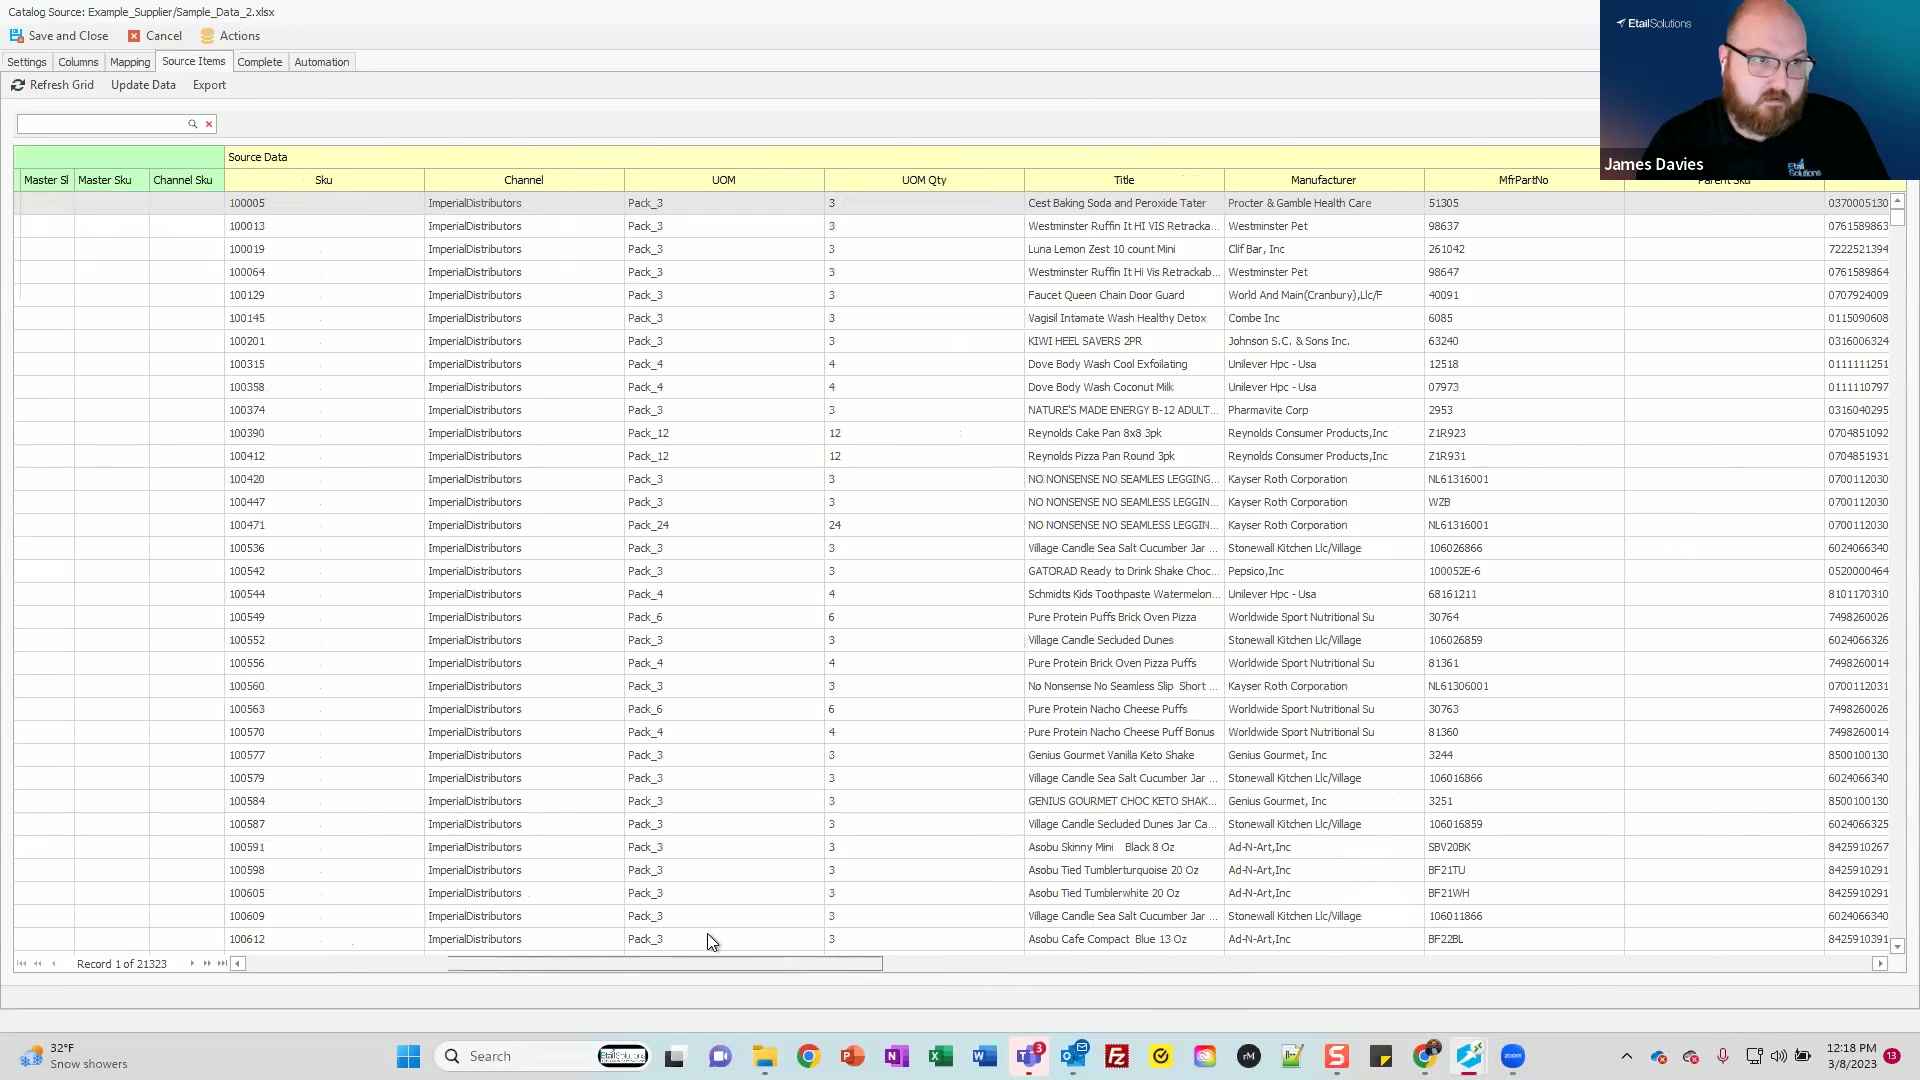 Catalog Source: Example_Supplier/Sample_Data_2.xlsx
Save and Close Cancel Actions
Settings Columns Mapping Source Items Complete Automation
Refresh Grid Update Data Export
EtailSolutions
James Davies
Source Data
Master Sl Master Sku Channel Sku Sku Channel UOM UOM Qty Title Manufacturer MfrPartNo Parent Sku
100005 ImperialDistributors Pack_3 3 Cest Baking Soda and Peroxide Tater Procter & Gamble Health Care 51305 0370005130
100013 ImperialDistributors Pack_3 3 Westminster Ruffin It HI VIS Retracka... Westminster Pet 98637 0761589863
100019 ImperialDistributors Pack_3 3 Luna Lemon Zest 10 count Mini Clif Bar, Inc 261042 7222521394
100064 ImperialDistributors Pack_3 3 Westminster Ruffin It Hi Vis Retrackab... Westminster Pet 98647 0761589864
100129 ImperialDistributors Pack_3 3 Faucet Queen Chain Door Guard World And Main(Cranbury),Llc/F 40091 0707924009
100145 ImperialDistributors Pack_3 3 Vagisil Intamate Wash Healthy Detox Combe Inc 6085 0115090608
100201 ImperialDistributors Pack_3 3 KIWI HEEL SAVERS 2PR Johnson S.C. & Sons Inc. 63240 0316006324
100315 ImperialDistributors Pack_4 4 Dove Body Wash Cool Exfoilating Unilever Hpc - Usa 12518 0111111251
100358 ImperialDistributors Pack_4 4 Dove Body Wash Coconut Milk Unilever Hpc - Usa 07973 0111110797
100374 ImperialDistributors Pack_3 3 NATURE'S MADE ENERGY B-12 ADULT... Pharmavite Corp 2953 0316040295
100390 ImperialDistributors Pack_12 12 Reynolds Cake Pan 8x8 3pk Reynolds Consumer Products,Inc Z1R923 0704851092
100412 ImperialDistributors Pack_12 12 Reynolds Pizza Pan Round 3pk Reynolds Consumer Products,Inc Z1R931 0704851931
100420 ImperialDistributors Pack_3 3 NO NONSENSE NO SEAMLES LEGGING... Kayser Roth Corporation NL61316001 0700112030
100447 ImperialDistributors Pack_3 3 NO NONSENSE NO SEAMLESS LEGGIN... Kayser Roth Corporation WZB 0700112030
100471 ImperialDistributors Pack_24 24 NO NONSENSE NO SEAMLESS LEGGIN... Kayser Roth Corporation NL61316001 0700112030
100536 ImperialDistributors Pack_3 3 Village Candle Sea Salt Cucumber Jar ... Stonewall Kitchen Llc/Village 106026866 6024066340
100542 ImperialDistributors Pack_3 3 GATORAD Ready to Drink Shake Choc... Pepsico,Inc 100052E-6 0520000464
100544 ImperialDistributors Pack_4 4 Schmidts Kids Toothpaste Watermelon... Unilever Hpc - Usa 68161211 8101170310
100549 ImperialDistributors Pack_6 6 Pure Protein Puffs Brick Oven Pizza Worldwide Sport Nutritional Su 30764 7498260026
100552 ImperialDistributors Pack_3 3 Village Candle Secluded Dunes Stonewall Kitchen Llc/Village 106026859 6024066326
100556 ImperialDistributors Pack_4 4 Pure Protein Brick Oven Pizza Puffs Worldwide Sport Nutritional Su 81361 7498260014
100560 ImperialDistributors Pack_3 3 No Nonsense No Seamless Slip Short ... Kayser Roth Corporation NL61306001 0700112031
100563 ImperialDistributors Pack_6 6 Pure Protein Nacho Cheese Puffs Worldwide Sport Nutritional Su 30763 7498260026
100570 ImperialDistributors Pack_4 4 Pure Protein Nacho Cheese Puff Bonus Worldwide Sport Nutritional Su 81360 7498260014
100577 ImperialDistributors Pack_3 3 Genius Gourmet Vanilla Keto Shake Genius Gourmet, Inc 3244 8500100130
100579 ImperialDistributors Pack_3 3 Village Candle Sea Salt Cucumber Jar ... Stonewall Kitchen Llc/Village 106016866 6024066340
100584 ImperialDistributors Pack_3 3 GENIUS GOURMET CHOC KETO SHAK... Genius Gourmet, Inc 3251 8500100130
100587 ImperialDistributors Pack_3 3 Village Candle Secluded Dunes Jar Ca... Stonewall Kitchen Llc/Village 106016859 6024066325
100591 ImperialDistributors Pack_3 3 Asobu Skinny Mini Black 8 Oz Ad-N-Art,Inc SBV20BK 8425910267
100598 ImperialDistributors Pack_3 3 Asobu Tied Tumblerturquoise 20 Oz Ad-N-Art,Inc BF21TU 8425910291
100605 ImperialDistributors Pack_3 3 Asobu Tied Tumblerwhite 20 Oz Ad-N-Art,Inc BF21WH 8425910291
100609 ImperialDistributors Pack_3 3 Village Candle Sea Salt Cucumber Jar ... Stonewall Kitchen Llc/Village 106011866 6024066340
100612 ImperialDistributors Pack_3 3 Asobu Cafe Compact Blue 13 Oz Ad-N-Art,Inc BF22BL 8425910391
Record 1 of 21323
32°F
Snow showers
Search
EtailSolutions
3
rM
zoom
12:18 PM
3/8/2023
13